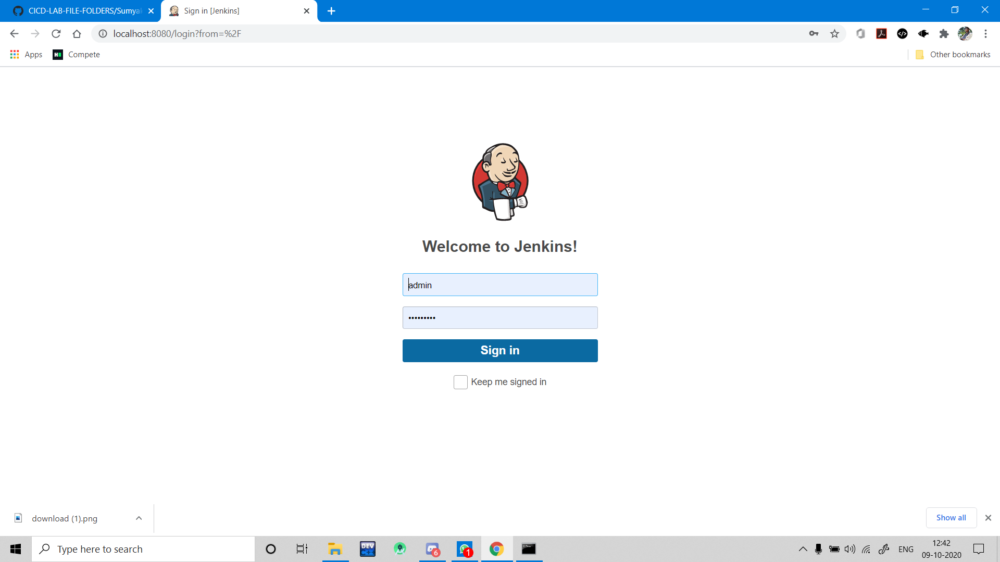 CICD-LAB-FILE-FOLDERS/Sumya
Sign in [Jenkins]
localhost:8080/login?from=%2F
Apps
Compete
Other bookmarks
Welcome to Jenkins!
admin
•••••••••
Sign in
Keep me signed in
download (1).png
Show all
Type here to search
DEV
C++
6
1
ENG
12:42
09-10-2020